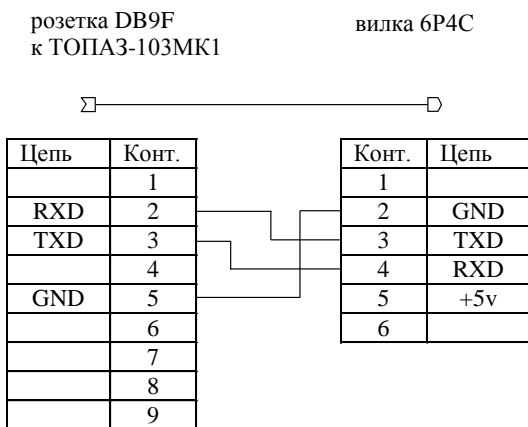 розетка DB9F
к ТОПАЗ-103МК1
вилка 6P4C
Цепь Конт.
1
RXD 2
TXD 3
4
GND 5
6
7
8
9
Конт. Цепь
1
2 GND
3 TXD
4 RXD
5 +5v
6